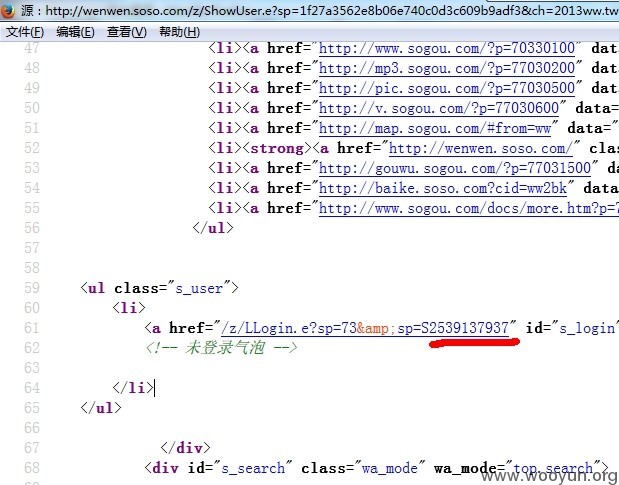 源：http://wenwen.soso.com/z/ShowUser.e?sp=1f27a3562e8b06e740c0d3c609b9adf3&ch=2013ww.tw
文件(F) 编辑(E) 查看(V) 帮助(H)
47 <li><a href="http://www.sogou.com/?p=70330100" dat
48 <li><a href="http://mp3.sogou.com/?p=77030200" dat
49 <li><a href="http://pic.sogou.com/?p=77030500" dat
50 <li><a href="http://v.sogou.com/?p=77030600" data=
51 <li><a href="http://map.sogou.com/#from=ww" data="
52 <li><strong><a href="http://wenwen.soso.com/" clas
53 <li><a href="http://gouwu.sogou.com/?p=77031500" d
54 <li><a href="http://baike.soso.com?cid=ww2bk" data
55 <li><a href="http://www.sogou.com/docs/more.htm?p=7
56 </ul>
57
58
59 <ul class="s_user">
60 <li>
61 <a href="/z/LLogin.e?sp=73&amp;sp=S2539137937" id="s_login"
62 <!-- 未登录气泡 -->
63
64 </li>
65 </ul>
66
67 </div>
68 <div id="s_search" class="wa_mode" wa_mode="top.search">
www.wooyun.org